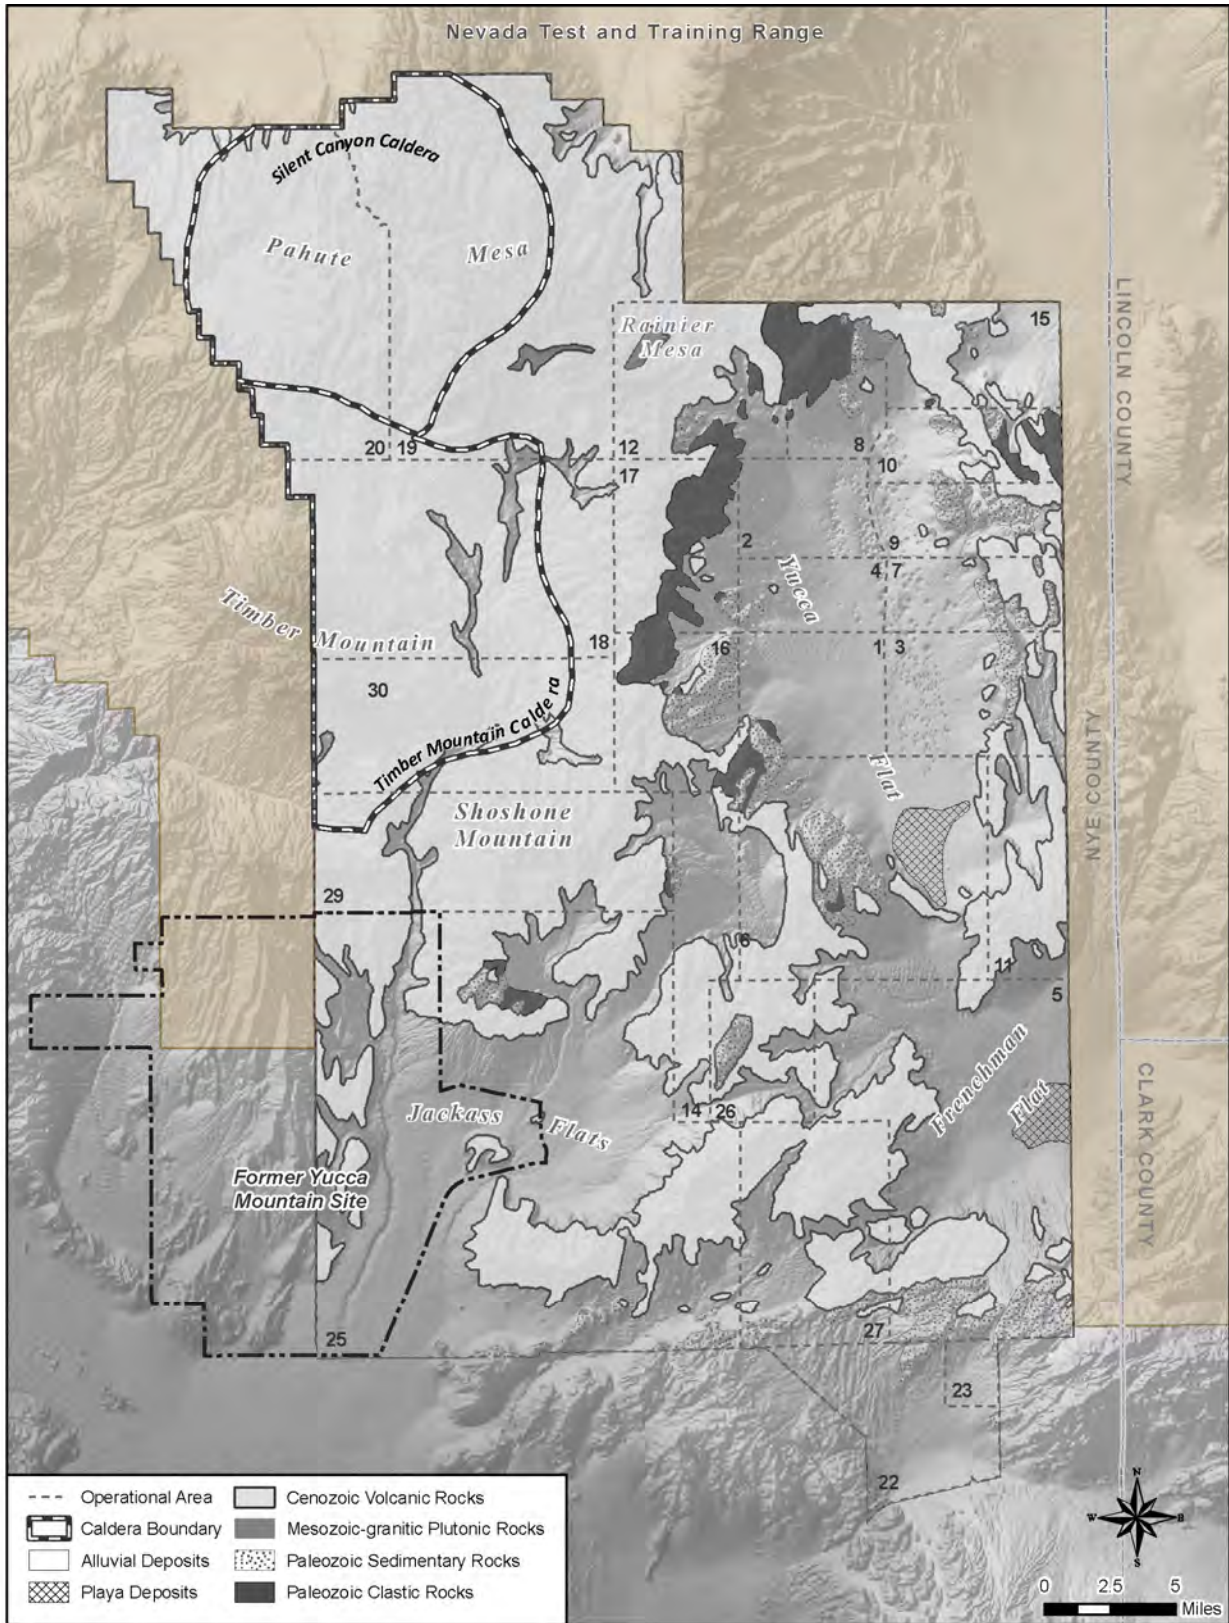 Nevada Test and Training Range
Silent Canyon Caldera
Pahute Mesa
Rainier
Mesa
15
LINCOLN COUNTY
20 19
12
8
10
17
2
9
Yucca
4 7
Timber Mountain
18
16
1 3
30
Timber Mountain Caldera
Flat
NYE COUNTY
Shoshone
Mountain
29
6
11
5
Frenchman
Flat
CLARK COUNTY
Jackass Flats
14 26
Former Yucca
Mountain Site
25
27
23
22
Operational Area
Caldera Boundary
Alluvial Deposits
Playa Deposits
Cenozoic Volcanic Rocks
Mesozoic-granitic Plutonic Rocks
Paleozoic Sedimentary Rocks
Paleozoic Clastic Rocks
N
W E
S
0 2.5 5
Miles